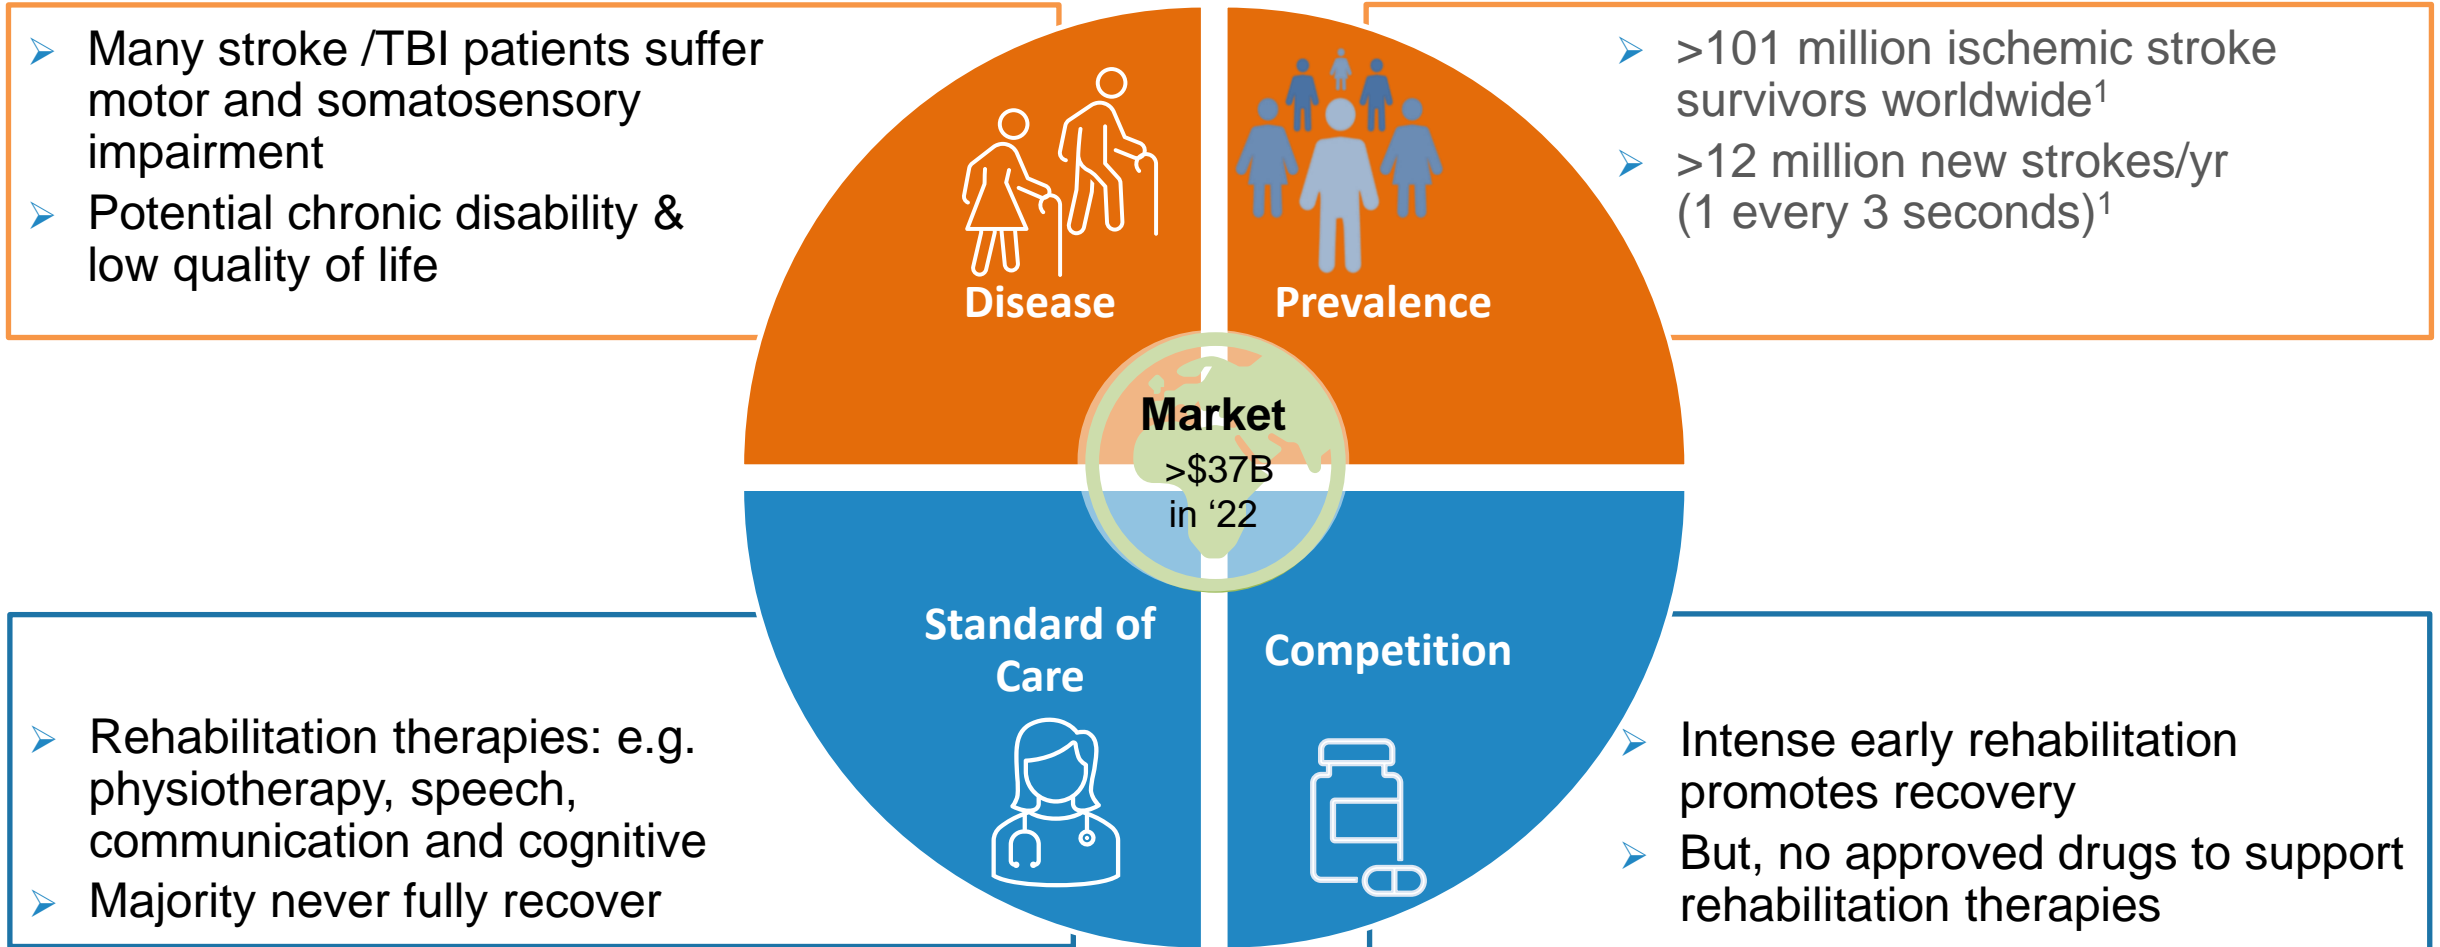 ➢ Many stroke /TBI patients suffer
motor and somatosensory
impairment
➢ Potential chronic disability &
low quality of life
Disease
Prevalence
➢ >101 million ischemic stroke
survivors worldwide¹
➢ >12 million new strokes/yr
(1 every 3 seconds)¹
Market
>$37B
in ‘22
Standard of
Care
Competition
➢ Rehabilitation therapies: e.g.
physiotherapy, speech,
communication and cognitive
➢ Majority never fully recover
➢ Intense early rehabilitation
promotes recovery
➢ But, no approved drugs to support
rehabilitation therapies